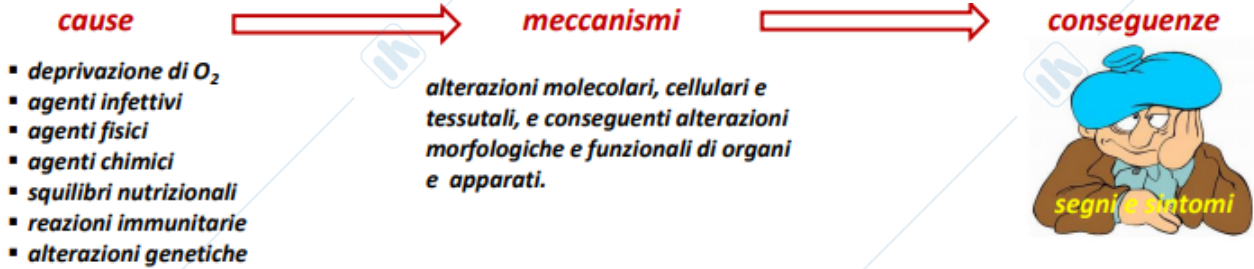 cause
meccanismi
conseguenze
▪ deprivazione di O₂
▪ agenti infettivi
▪ agenti fisici
▪ agenti chimici
▪ squilibri nutrizionali
▪ reazioni immunitarie
▪ alterazioni genetiche
alterazioni molecolari, cellulari e
tessutali, e conseguenti alterazioni
morfologiche e funzionali di organi
e apparati.
segni e sintomi